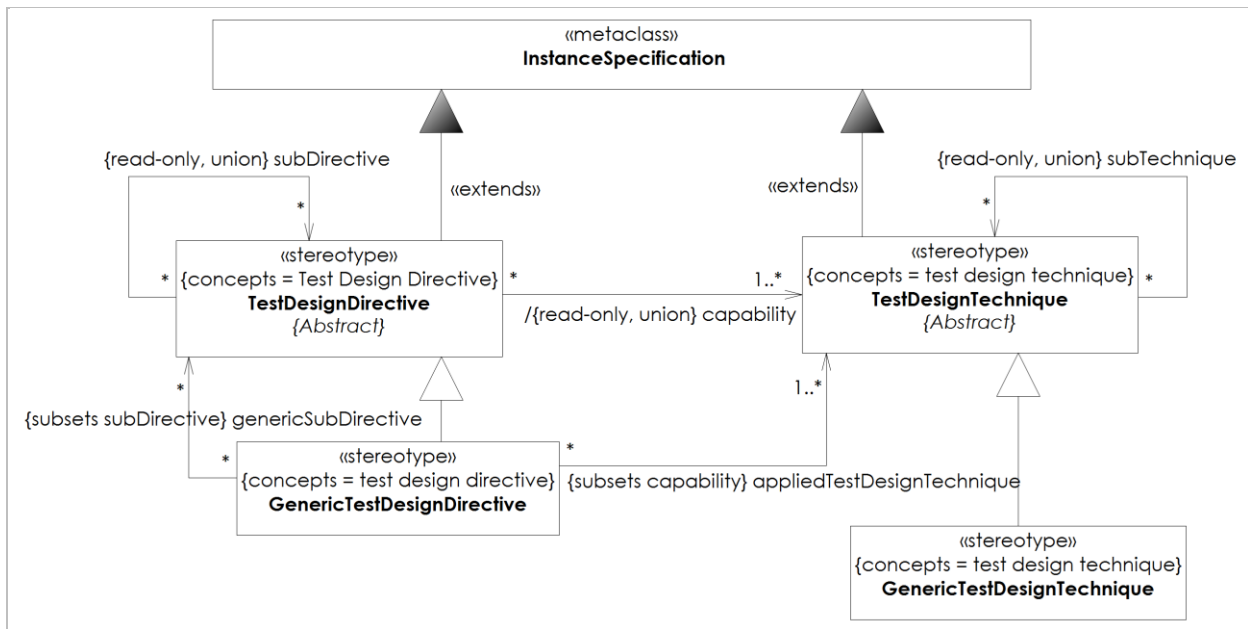 «metaclass»
InstanceSpecification
{read-only, union} subDirective
{read-only, union} subTechnique
«extends»
«extends»
*
*
«stereotype»
{concepts = Test Design Directive}
TestDesignDirective
{Abstract}
*
*
1..*
/{read-only, union} capability
«stereotype»
{concepts = test design technique}
TestDesignTechnique
{Abstract}
*
*
1..*
{subsets subDirective} genericSubDirective
*
«stereotype»
{concepts = test design directive}
GenericTestDesignDirective
*
{subsets capability} appliedTestDesignTechnique
«stereotype»
{concepts = test design technique}
GenericTestDesignTechnique